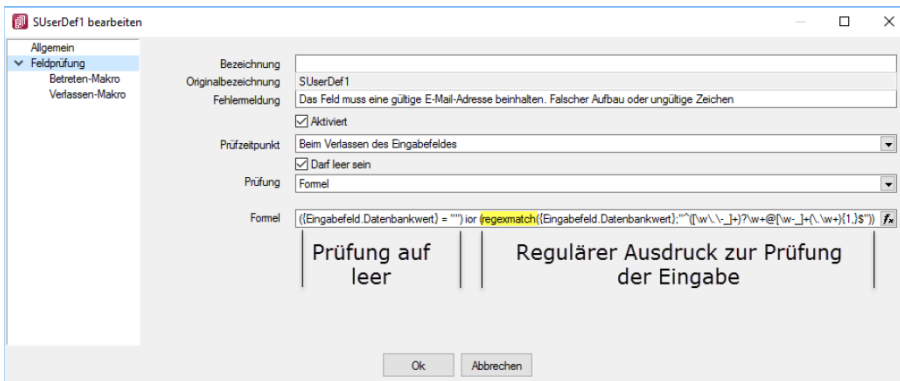 SUserDef1 bearbeiten
Allgemein
Feldprüfung
Betreten-Makro
Verlassen-Makro
Bezeichnung
Originalbezeichnung SUserDef1
Fehlermeldung Das Feld muss eine gültige E-Mail-Adresse beinhalten. Falscher Aufbau oder ungültige Zeichen
Aktiviert
Prüfzeitpunkt Beim Verlassen des Eingabefeldes
Darf leer sein
Prüfung Formel
Formel ({Eingabefeld.Datenbankwert} = "") ior (regexmatch({Eingabefeld.Datenbankwert};"^([\w\.\-_]+)?\w+@[\w-_]+(\.\w+){1,}$")) fx
Prüfung auf
leer
Regulärer Ausdruck zur Prüfung
der Eingabe
Ok Abbrechen